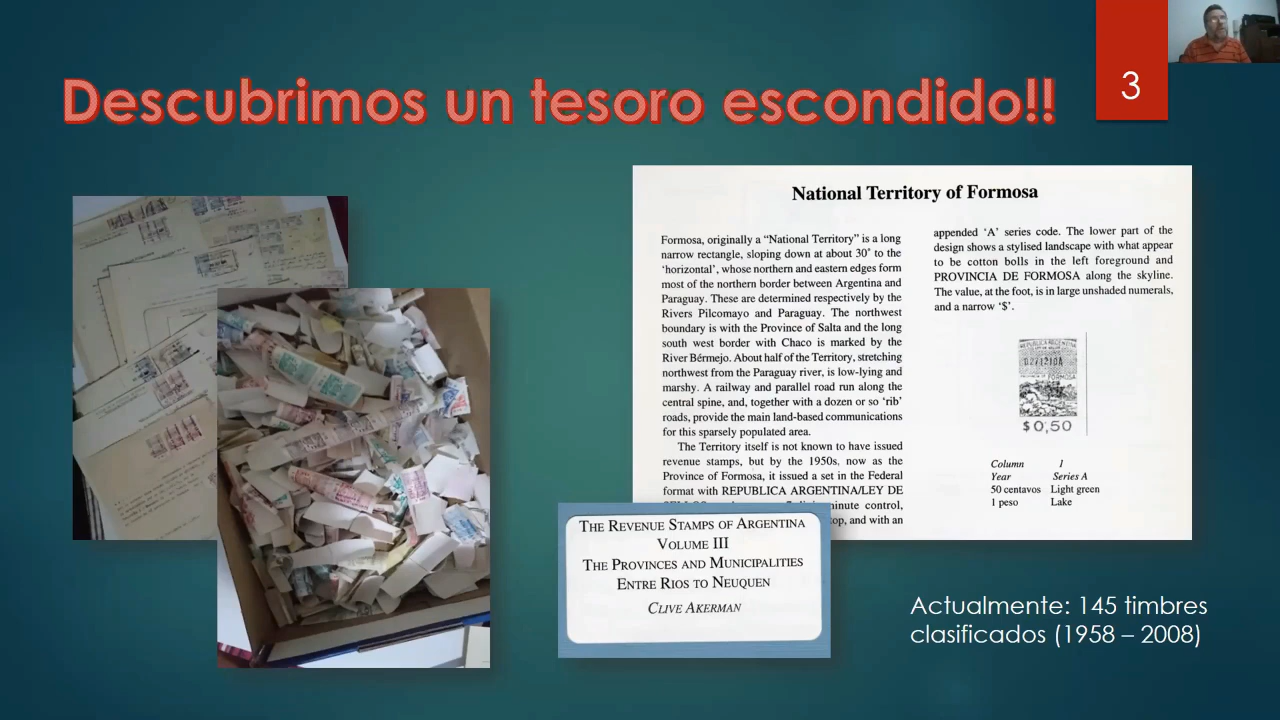 Descubrimos un tesoro escondido!!
3
National Territory of Formosa
Formosa, originally a “National Territory” is a long
narrow rectangle, sloping down at about 30˚ to the
‘horizontal’, whose northern and eastern edges form
most of the northern border between Argentina and
Paraguay. These are determined respectively by the
Rivers Pilcomayo and Paraguay. The northwest
boundary is with the Province of Salta and the long
south west border with Chaco is marked by the
River Bérmejo. About half of the Territory, stretching
northwest from the Paraguay river, is low-lying and
marshy. A railway and parallel road run along the
central spine, and, together with a dozen or so ‘rib’
roads, provide the main land-based communications
for this sparsely populated area.
The Territory itself is not known to have issued
revenue stamps, but by the 1950s, now as the
Province of Formosa, it issued a set in the Federal
format with REPUBLICA ARGENTINA/LEY DE
control,
top, and with an
appended ‘A’ series code. The lower part of the
design shows a stylised landscape with what appear
to be cotton bolls in the left foreground and
PROVINCIA DE FORMOSA along the skyline.
The value, at the foot, is in large unshaded numerals,
and a narrow ‘$’.
REPUBLICA ARGENTINA
$0,50
Column 1
Year Series A
50 centavos Light green
1 peso Lake
THE REVENUE STAMPS OF ARGENTINA
VOLUME III
THE PROVINCES AND MUNICIPALITIES
ENTRE RIOS TO NEUQUEN
CLIVE AKERMAN
Actualmente: 145 timbres
clasificados (1958 – 2008)